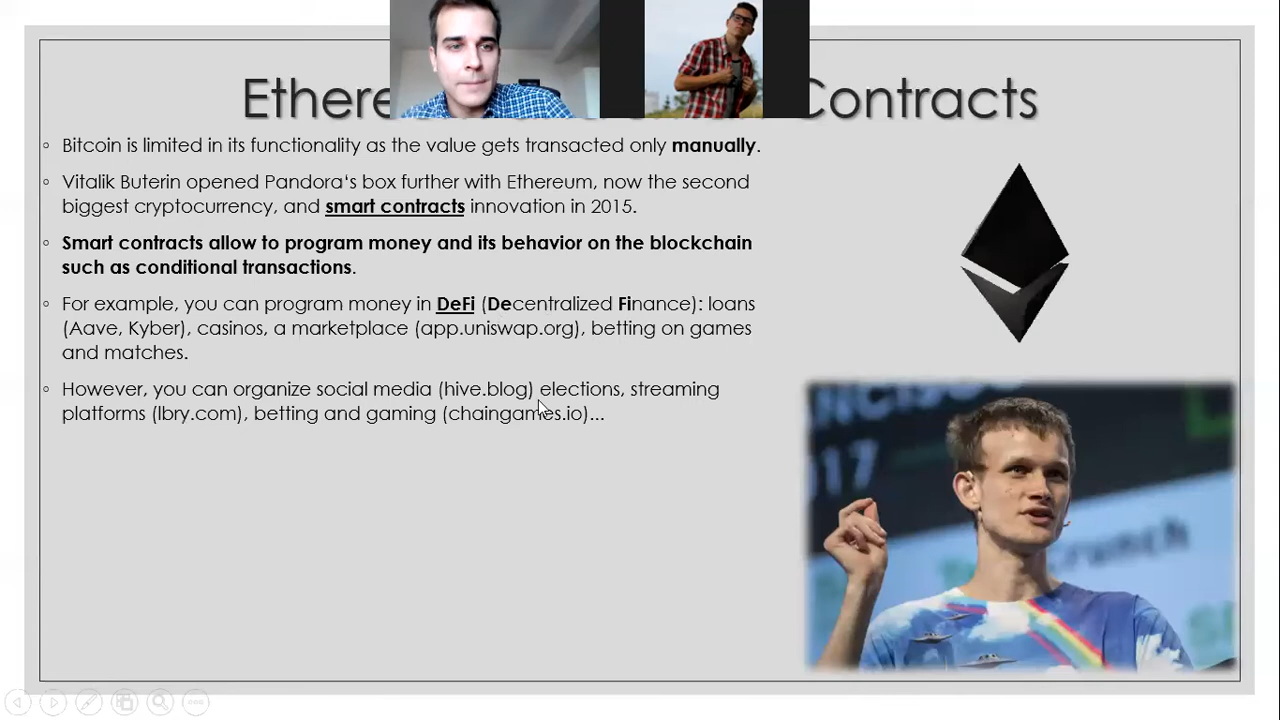 Ethere Contracts
◦ Bitcoin is limited in its functionality as the value gets transacted only manually.
◦ Vitalik Buterin opened Pandora‘s box further with Ethereum, now the second
biggest cryptocurrency, and smart contracts innovation in 2015.
◦ Smart contracts allow to program money and its behavior on the blockchain
such as conditional transactions.
◦ For example, you can program money in DeFi (Decentralized Finance): loans
(Aave, Kyber), casinos, a marketplace (app.uniswap.org), betting on games
and matches.
◦ However, you can organize social media (hive.blog) elections, streaming
platforms (lbry.com), betting and gaming (chaingames.io)...
NCISCO
017
Crunch